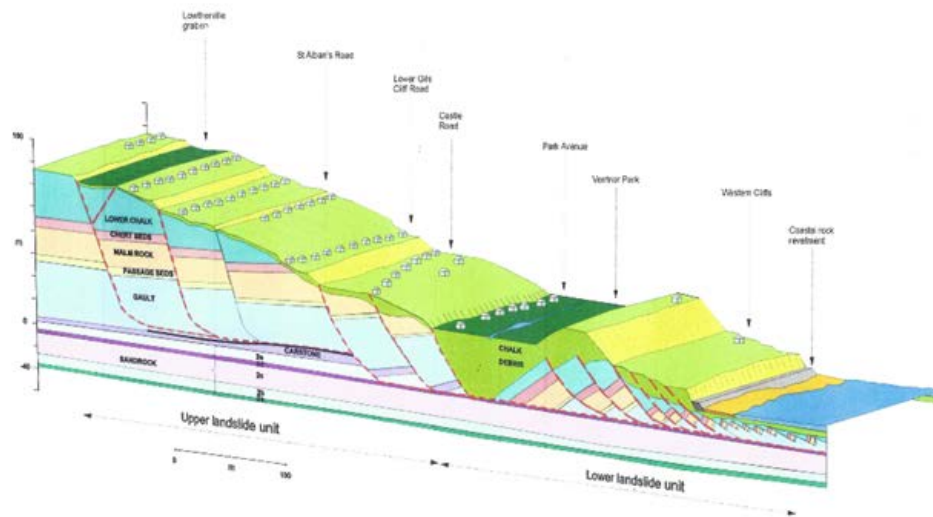 Lowtherville
graben
St Alban's Road
Lower Gills
Cliff Road
Castle
Road
Park Avenue
Ventnor Park
Western Cliffs
Coastal rock
revetment
100
0
-40
LOWER CHALK
CHERT BEDS
MALM ROCK
PASSAGE BEDS
GAULT
CARSTONE
SANDROCK
CHALK
DEBRIS
Upper landslide unit
Lower landslide unit
0
100